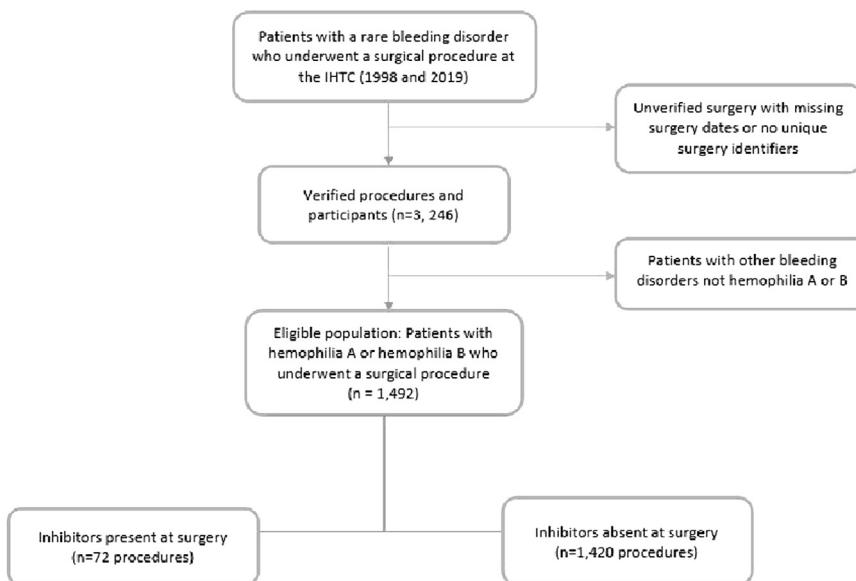 Patients with a rare bleeding disorder
who underwent a surgical procedure at
the IHTC (1998 and 2019)
Unverified surgery with missing
surgery dates or no unique
surgery identifiers
Verified procedures and
participants (n=3, 246)
Patients with other bleeding
disorders not hemophilia A or B
Eligible population: Patients with
hemophilia A or hemophilia B who
underwent a surgical procedure
(n = 1,492)
Inhibitors present at surgery
(n=72 procedures)
Inhibitors absent at surgery
(n=1,420 procedures)